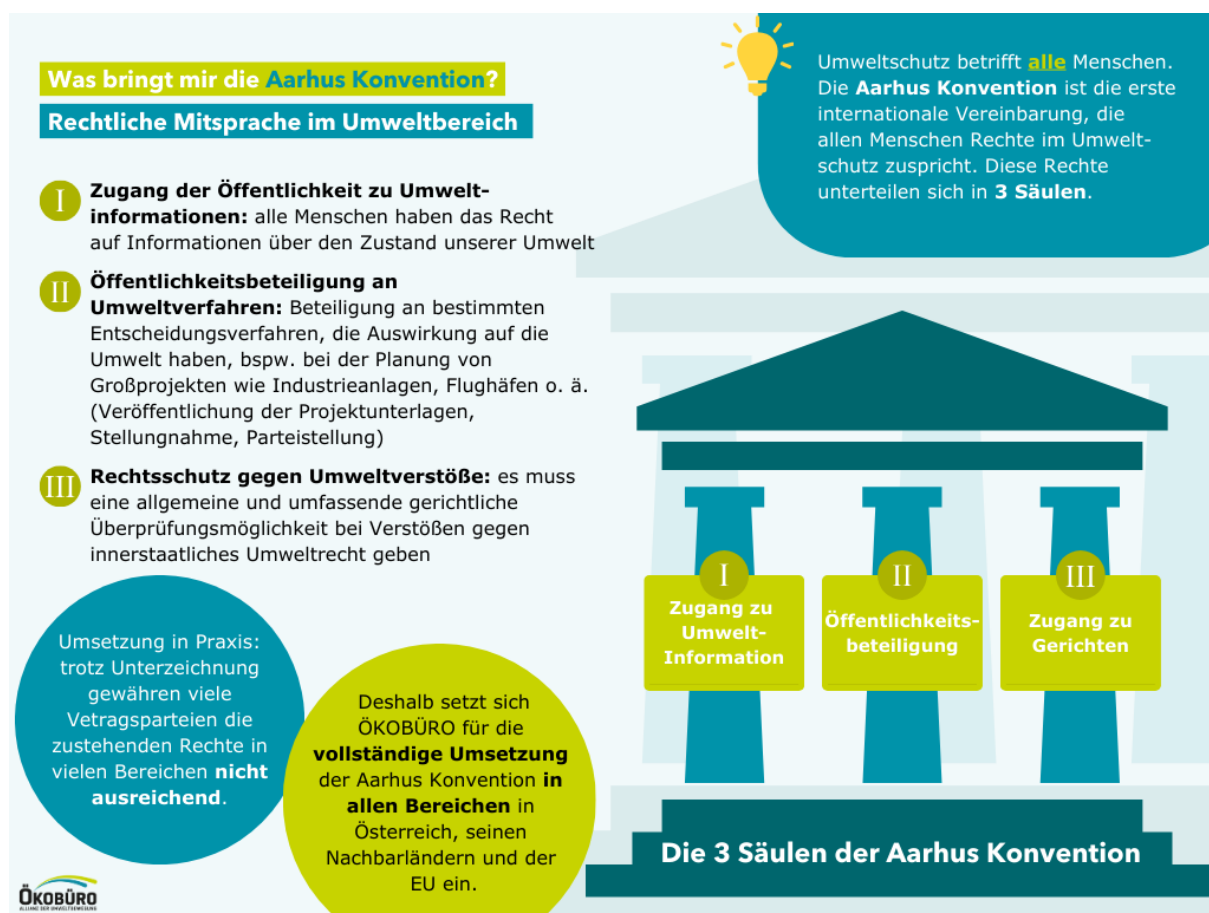 Was bringt mir die Aarhus Konvention?
Rechtliche Mitsprache im Umweltbereich
Umweltschutz betrifft alle Menschen.
Die Aarhus Konvention ist die erste
internationale Vereinbarung, die
allen Menschen Rechte im Umwelt-
schutz zuspricht. Diese Rechte
unterteilen sich in 3 Säulen.
I
Zugang der Öffentlichkeit zu Umwelt-
informationen: alle Menschen haben das Recht
auf Informationen über den Zustand unserer Umwelt
II
Öffentlichkeitsbeteiligung an
Umweltverfahren: Beteiligung an bestimmten
Entscheidungsverfahren, die Auswirkung auf die
Umwelt haben, bspw. bei der Planung von
Großprojekten wie Industrieanlagen, Flughäfen o. ä.
(Veröffentlichung der Projektunterlagen,
Stellungnahme, Parteistellung)
III
Rechtsschutz gegen Umweltverstöße: es muss
eine allgemeine und umfassende gerichtliche
Überprüfungsmöglichkeit bei Verstößen gegen
innerstaatliches Umweltrecht geben
Umsetzung in Praxis:
trotz Unterzeichnung
gewähren viele
Vetragsparteien die
zustehenden Rechte in
vielen Bereichen nicht
ausreichend.
Deshalb setzt sich
ÖKOBÜRO für die
vollständige Umsetzung
der Aarhus Konvention in
allen Bereichen in
Österreich, seinen
Nachbarländern und der
EU ein.
I
Zugang zu
Umwelt-
Information
II
Öffentlichkeits-
beteiligung
III
Zugang zu
Gerichten
Die 3 Säulen der Aarhus Konvention
ÖKOBÜRO
ALLIANZ DER UMWELTBEWEGUNG